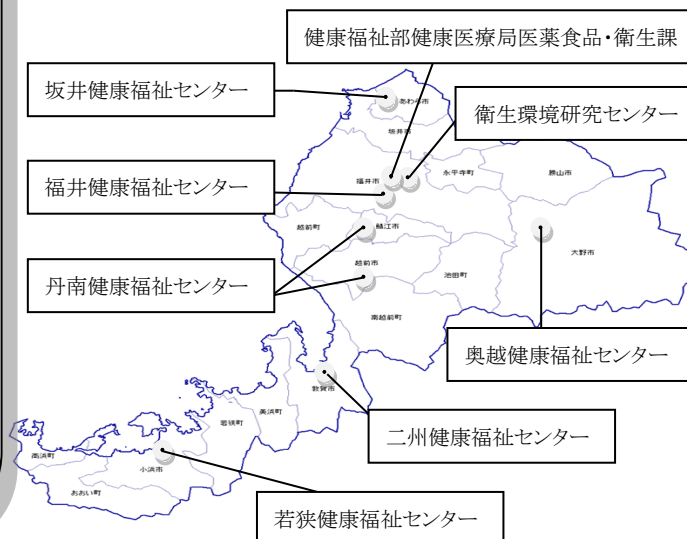 健康福祉部健康医療局医薬食品・衛生課
坂井健康福祉センター
あわら市
衛生環境研究センター
坂井市
福井市
永平寺町
勝山市
福井健康福祉センター
越前町
鯖江市
大野市
越前市
池田町
丹南健康福祉センター
南越前町
奥越健康福祉センター
敦賀市
美浜町
若狭町
二州健康福祉センター
高浜町
小浜市
おおい町
若狭健康福祉センター